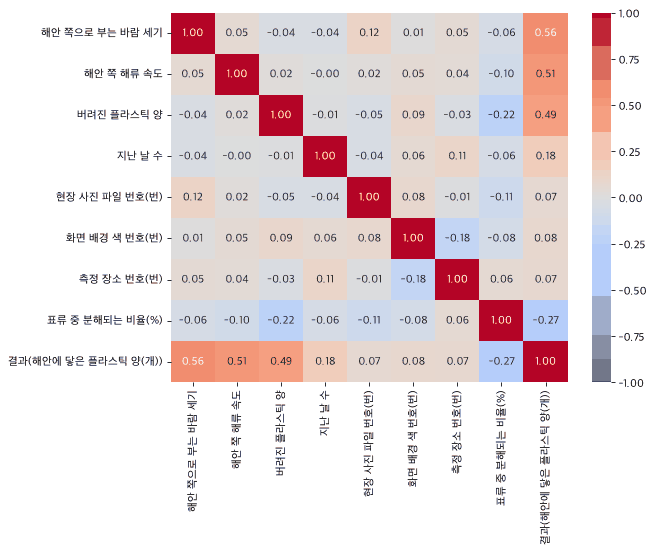 해안 쪽으로 부는 바람 세기 1.00 0.05 -0.04 -0.04 0.12 0.01 0.05 -0.06 0.56
해안 쪽 해류 속도 0.05 1.00 0.02 -0.00 0.02 0.05 0.04 -0.10 0.51
버려진 플라스틱 양 -0.04 0.02 1.00 -0.01 -0.05 0.09 -0.03 -0.22 0.49
지난 날 수 -0.04 -0.00 -0.01 1.00 -0.04 0.06 0.11 -0.06 0.18
현장 사진 파일 번호(번) 0.12 0.02 -0.05 -0.04 1.00 0.08 -0.01 -0.11 0.07
화면 배경 색 번호(번) 0.01 0.05 0.09 0.06 0.08 1.00 -0.18 -0.08 0.08
측정 장소 번호(번) 0.05 0.04 -0.03 0.11 -0.01 -0.18 1.00 0.06 0.07
표류 중 분해되는 비율(%) -0.06 -0.10 -0.22 -0.06 -0.11 -0.08 0.06 1.00 -0.27
결과(해안에 닿은 플라스틱 양(개)) 0.56 0.51 0.49 0.18 0.07 0.08 0.07 -0.27 1.00
해안 쪽으로 부는 바람 세기
해안 쪽 해류 속도
버려진 플라스틱 양
지난 날 수
현장 사진 파일 번호(번)
화면 배경 색 번호(번)
측정 장소 번호(번)
표류 중 분해되는 비율(%)
결과(해안에 닿은 플라스틱 양(개))
1.00
0.75
0.50
0.25
0.00
-0.25
-0.50
-0.75
-1.00